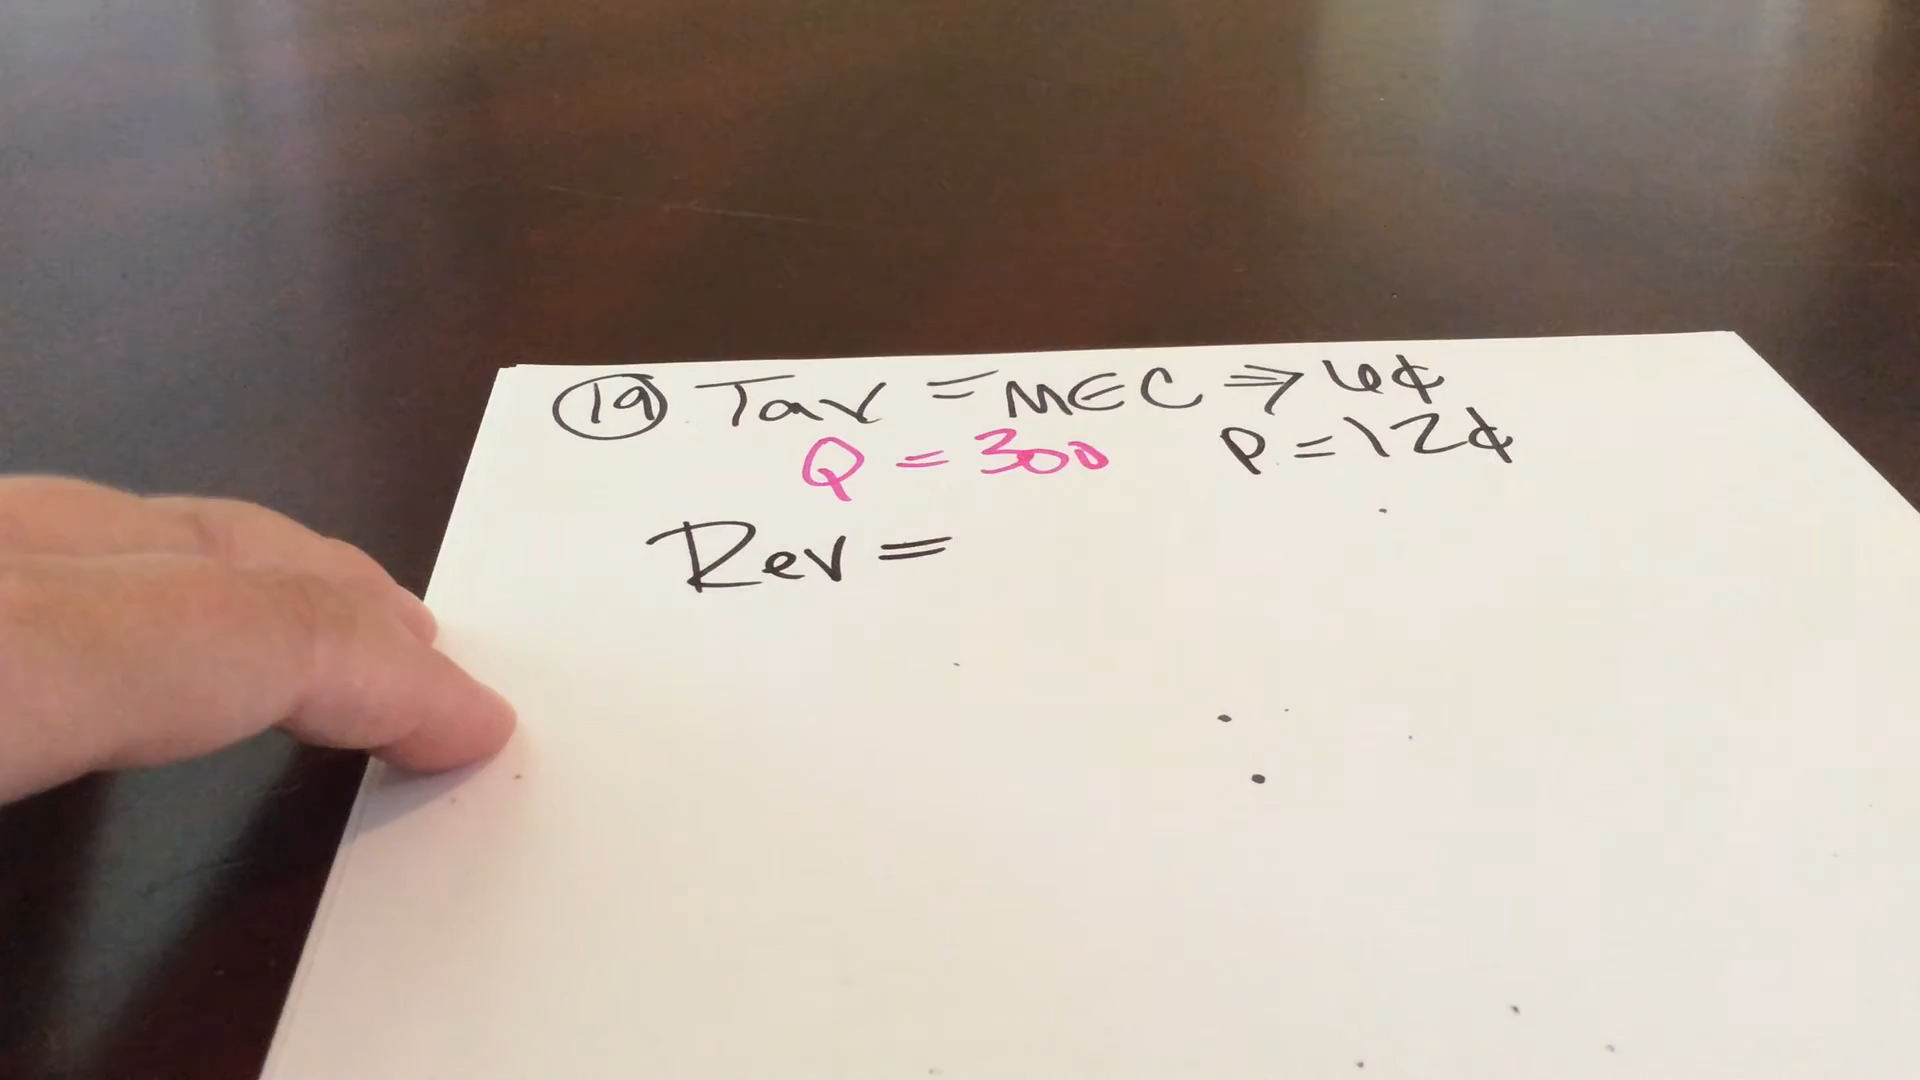 19 Tax = MEC ⇒ 6¢
Q = 300 P = 12¢
Rev =